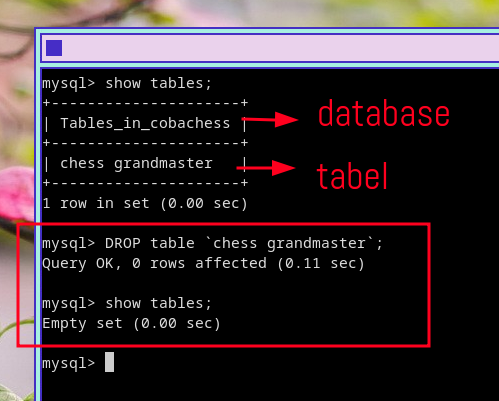 mysql> show tables;
+----------------------+
| Tables_in_cobachess | database
+----------------------+
| chess grandmaster | tabel
+----------------------+
1 row in set (0.00 sec)
mysql> DROP table `chess grandmaster`;
Query OK, 0 rows affected (0.11 sec)
mysql> show tables;
Empty set (0.00 sec)
mysql>